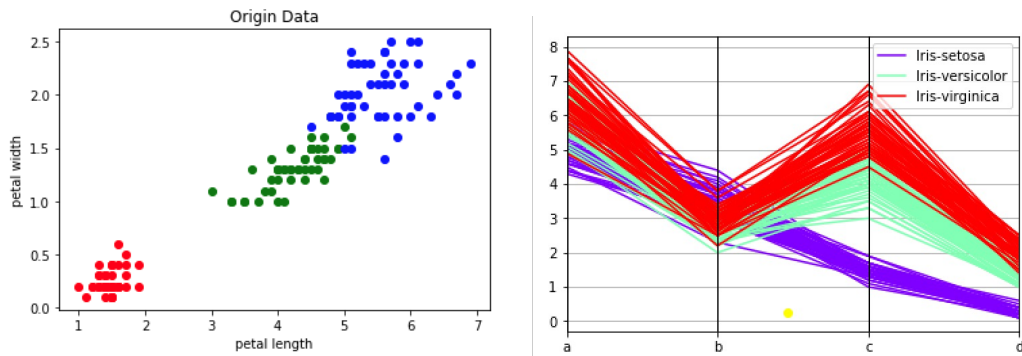 Origin Data
2.5
2.0
1.5
1.0
0.5
0.0
petal width
1 2 3 4 5 6 7
petal length
8
7
6
5
4
3
2
1
0
Iris-setosa
Iris-versicolor
Iris-virginica
a b c d